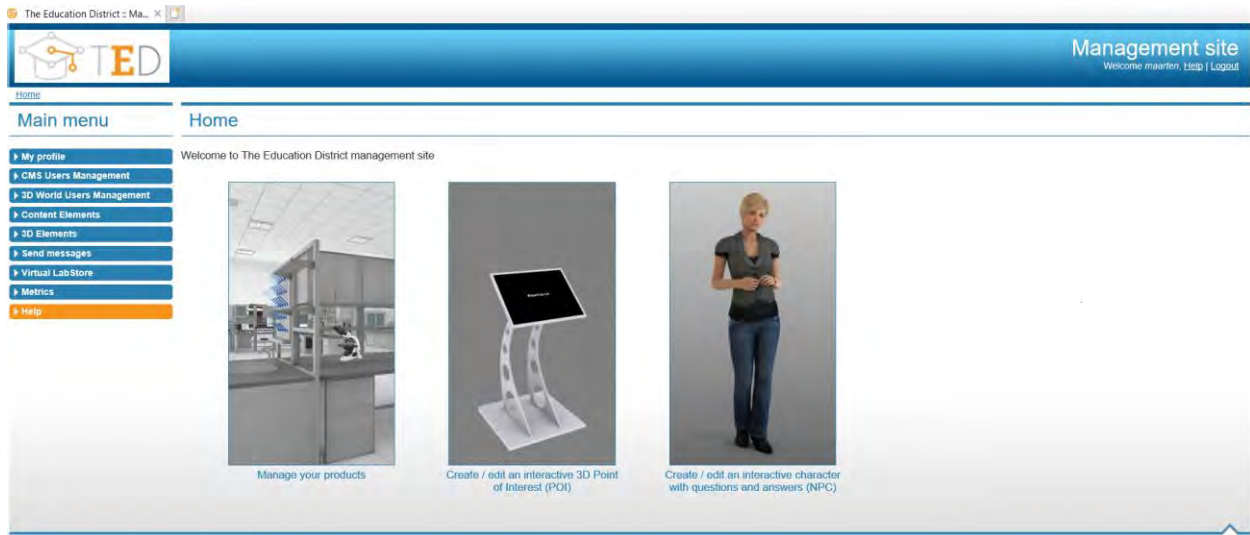 The Education District :: Ma...
TED
Management site
Welcome maarten, Help | Logout
Home
Main menu
Home
My profile
CMS Users Management
3D World Users Management
Content Elements
3D Elements
Send messages
Virtual LabStore
Metrics
Help
Welcome to The Education District management site
Manage your products
Create / edit an interactive 3D Point
of Interest (POI)
Create / edit an interactive character
with questions and answers (NPC)